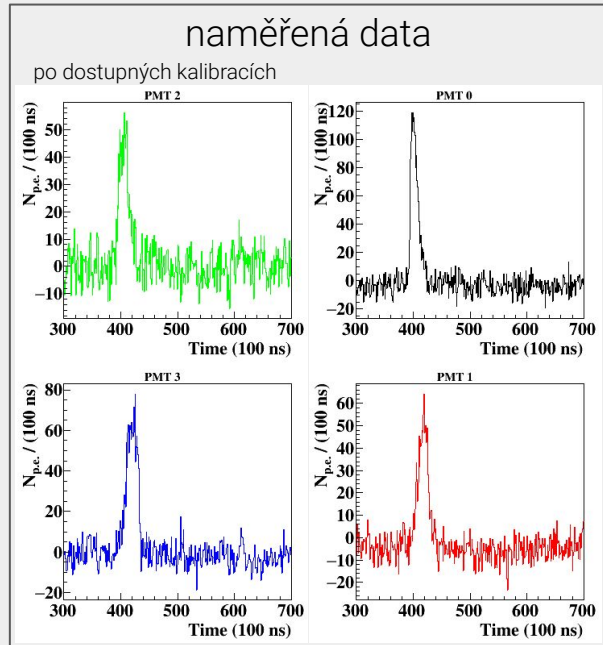 naměřená data
po dostupných kalibracích
PMT 2
N_p.e. / (100 ns)
50
40
30
20
10
0
−10
300 400 500 600 700
Time (100 ns)
PMT 0
N_p.e. / (100 ns)
120
100
80
60
40
20
0
−20
300 400 500 600 700
Time (100 ns)
PMT 3
N_p.e. / (100 ns)
80
60
40
20
0
−20
300 400 500 600 700
Time (100 ns)
PMT 1
N_p.e. / (100 ns)
60
50
40
30
20
10
0
−10
−20
300 400 500 600 700
Time (100 ns)